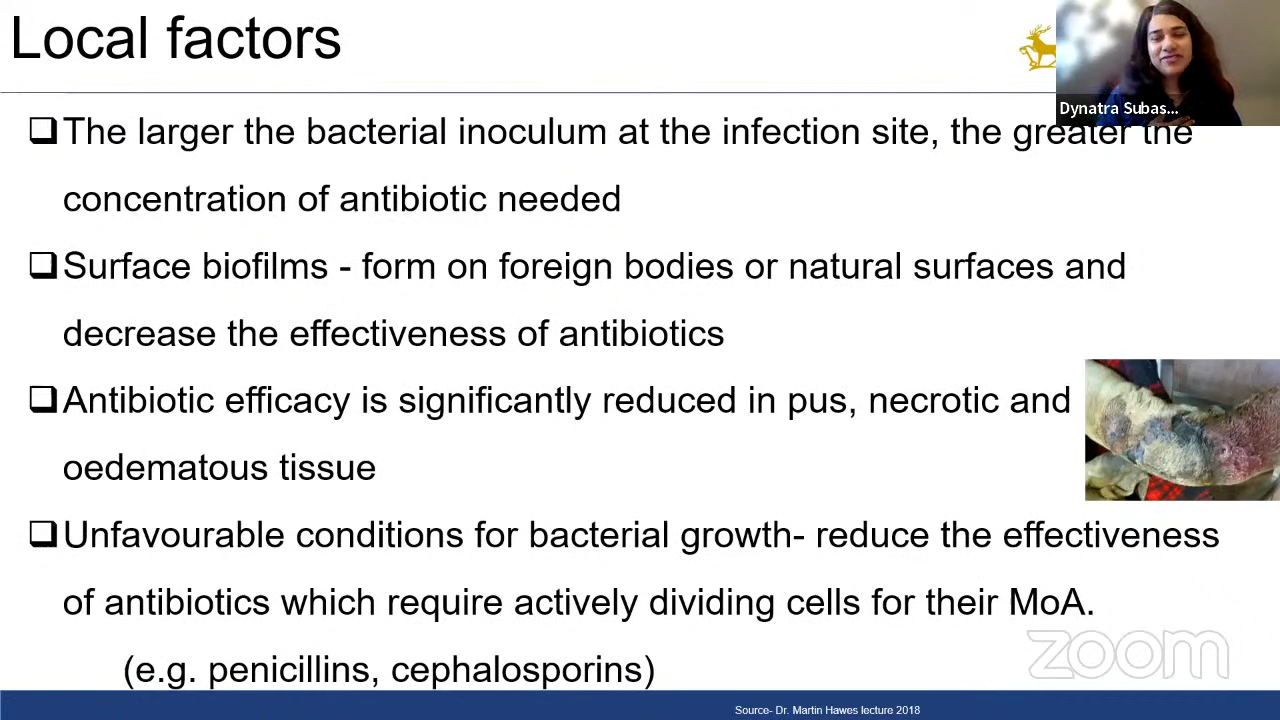 Local factors
Dynatra Subas...
❑The larger the bacterial inoculum at the infection site, the greater the
concentration of antibiotic needed
❑Surface biofilms - form on foreign bodies or natural surfaces and
decrease the effectiveness of antibiotics
❑Antibiotic efficacy is significantly reduced in pus, necrotic and
oedematous tissue
❑Unfavourable conditions for bacterial growth- reduce the effectiveness
of antibiotics which require actively dividing cells for their MoA.
(e.g. penicillins, cephalosporins)
zoom
Source- Dr. Martin Hawes lecture 2018